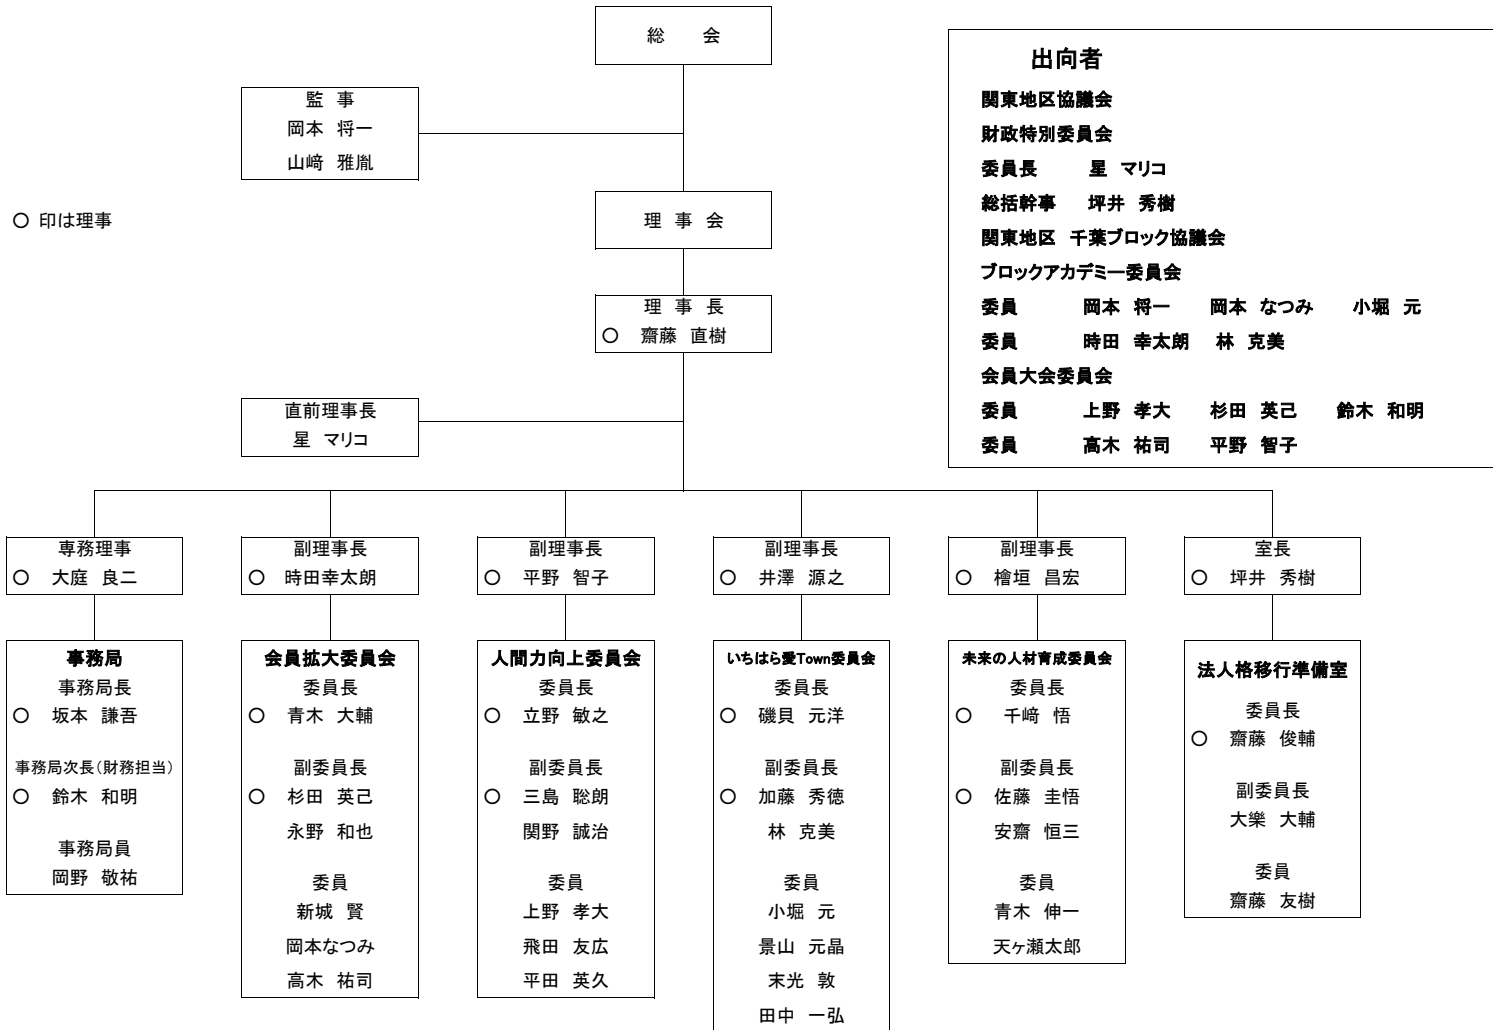 総 会
監 事
岡本 将一
山﨑 雅胤
○ 印は理事
理 事 会
理 事 長
○ 齋藤 直樹
直前理事長
星 マリコ
出向者
関東地区協議会
財政特別委員会
委員長 星 マリコ
総括幹事 坪井 秀樹
関東地区 千葉ブロック協議会
ブロックアカデミー委員会
委員 岡本 将一 岡本 なつみ 小堀 元
委員 時田 幸太朗 林 克美
会員大会委員会
委員 上野 孝大 杉田 英己 鈴木 和明
委員 高木 祐司 平野 智子
専務理事
○ 大庭 良二
事務局
事務局長
○ 坂本 謙吾
事務局次長(財務担当)
○ 鈴木 和明
事務局員
岡野 敬祐
副理事長
○ 時田幸太朗
会員拡大委員会
委員長
○ 青木 大輔
副委員長
○ 杉田 英己
永野 和也
委員
新城 賢
岡本なつみ
高木 祐司
副理事長
○ 平野 智子
人間力向上委員会
委員長
○ 立野 敏之
副委員長
○ 三島 聡朗
関野 誠治
委員
上野 孝大
飛田 友広
平田 英久
副理事長
○ 井澤 源之
いちはら愛Town委員会
委員長
○ 磯貝 元洋
副委員長
○ 加藤 秀徳
林 克美
委員
小堀 元
景山 元晶
末光 敦
田中 一弘
副理事長
○ 檜垣 昌宏
未来の人材育成委員会
委員長
○ 千﨑 悟
副委員長
○ 佐藤 圭悟
安齋 恒三
委員
青木 伸一
天ヶ瀬太郎
室長
○ 坪井 秀樹
法人格移行準備室
委員長
○ 齋藤 俊輔
副委員長
大樂 大輔
委員
齋藤 友樹